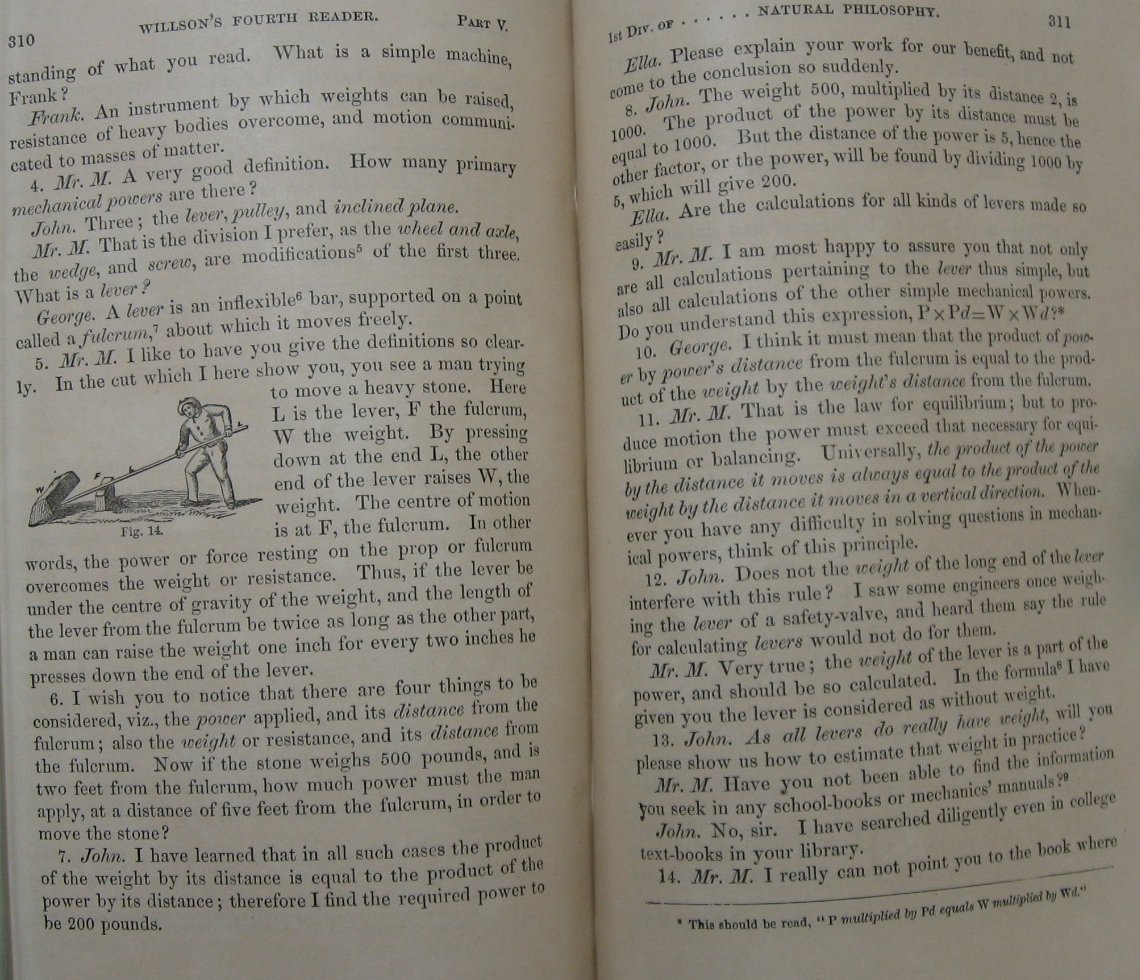 310 WILLSON'S FOURTH READER. PART V.
standing of what you read. What is a simple machine,
Frank?
Frank. An instrument by which weights can be raised,
resistance of heavy bodies overcome, and motion communi-
cated to masses of matter.
4. Mr. M. A very good definition. How many primary
mechanical powers are there?
John. Three; the lever, pulley, and inclined plane.
Mr. M. That is the division I prefer, as the wheel and axle,
the wedge, and screw, are modifications⁵ of the first three.
What is a lever?
George. A lever is an inflexible⁶ bar, supported on a point
called a fulcrum,⁷ about which it moves freely.
5. Mr. M. I like to have you give the definitions so clear-
ly. In the cut which I here show you, you see a man trying
to move a heavy stone. Here
L is the lever, F the fulcrum,
W the weight. By pressing
down at the end L, the other
end of the lever raises W, the
weight. The centre of motion
is at F, the fulcrum. In other
W F L
Fig. 14.
words, the power or force resting on the prop or fulcrum
overcomes the weight or resistance. Thus, if the lever be
under the centre of gravity of the weight, and the length of
the lever from the fulcrum be twice as long as the other part,
a man can raise the weight one inch for every two inches he
presses down the end of the lever.
6. I wish you to notice that there are four things to be
considered, viz., the power applied, and its distance from the
fulcrum; also the weight or resistance, and its distance from
the fulcrum. Now if the stone weighs 500 pounds, and is
two feet from the fulcrum, how much power must the man
apply, at a distance of five feet from the fulcrum, in order to
move the stone?
7. John. I have learned that in all such cases the product
of the weight by its distance is equal to the product of the
power by its distance; therefore I find the required power to
be 200 pounds.
1st DIV. OF . . . . . . NATURAL PHILOSOPHY. 311
Ella. Please explain your work for our benefit, and not
come to the conclusion so suddenly.
8. John. The weight 500, multiplied by its distance 2, is
1000. The product of the power by its distance must be
equal to 1000. But the distance of the power is 5, hence the
other factor, or the power, will be found by dividing 1000 by
5, which will give 200.
Ella. Are the calculations for all kinds of levers made so
easily?
9. Mr. M. I am most happy to assure you that not only
are all calculations pertaining to the lever thus simple, but
also all calculations of the other simple mechanical powers.
Do you understand this expression, P×Pd=W×Wd?*
10. George. I think it must mean that the product of pow-
er by power's distance from the fulcrum is equal to the prod-
uct of the weight by the weight's distance from the fulcrum.
11. Mr. M. That is the law for equilibrium; but to pro-
duce motion the power must exceed that necessary for equi-
librium or balancing. Universally, the product of the power
by the distance it moves is always equal to the product of the
weight by the distance it moves in a vertical direction. When-
ever you have any difficulty in solving questions in mechan-
ical powers, think of this principle.
12. John. Does not the weight of the long end of the lever
interfere with this rule? I saw some engineers once weigh-
ing the lever of a safety-valve, and heard them say the rule
for calculating levers would not do for them.
Mr. M. Very true; the weight of the lever is a part of the
power, and should be so calculated. In the formula⁸ I have
given you the lever is considered as without weight.
13. John. As all levers do really have weight, will you
please show us how to estimate that weight in practice?
Mr. M. Have you not been able to find the information
you seek in any school-books or mechanics' manuals?⁹
John. No, sir. I have searched diligently even in college
text-books in your library.
14. Mr. M. I really can not point you to the book where
* This should be read, "P multiplied by Pd equals W multiplied by Wd."